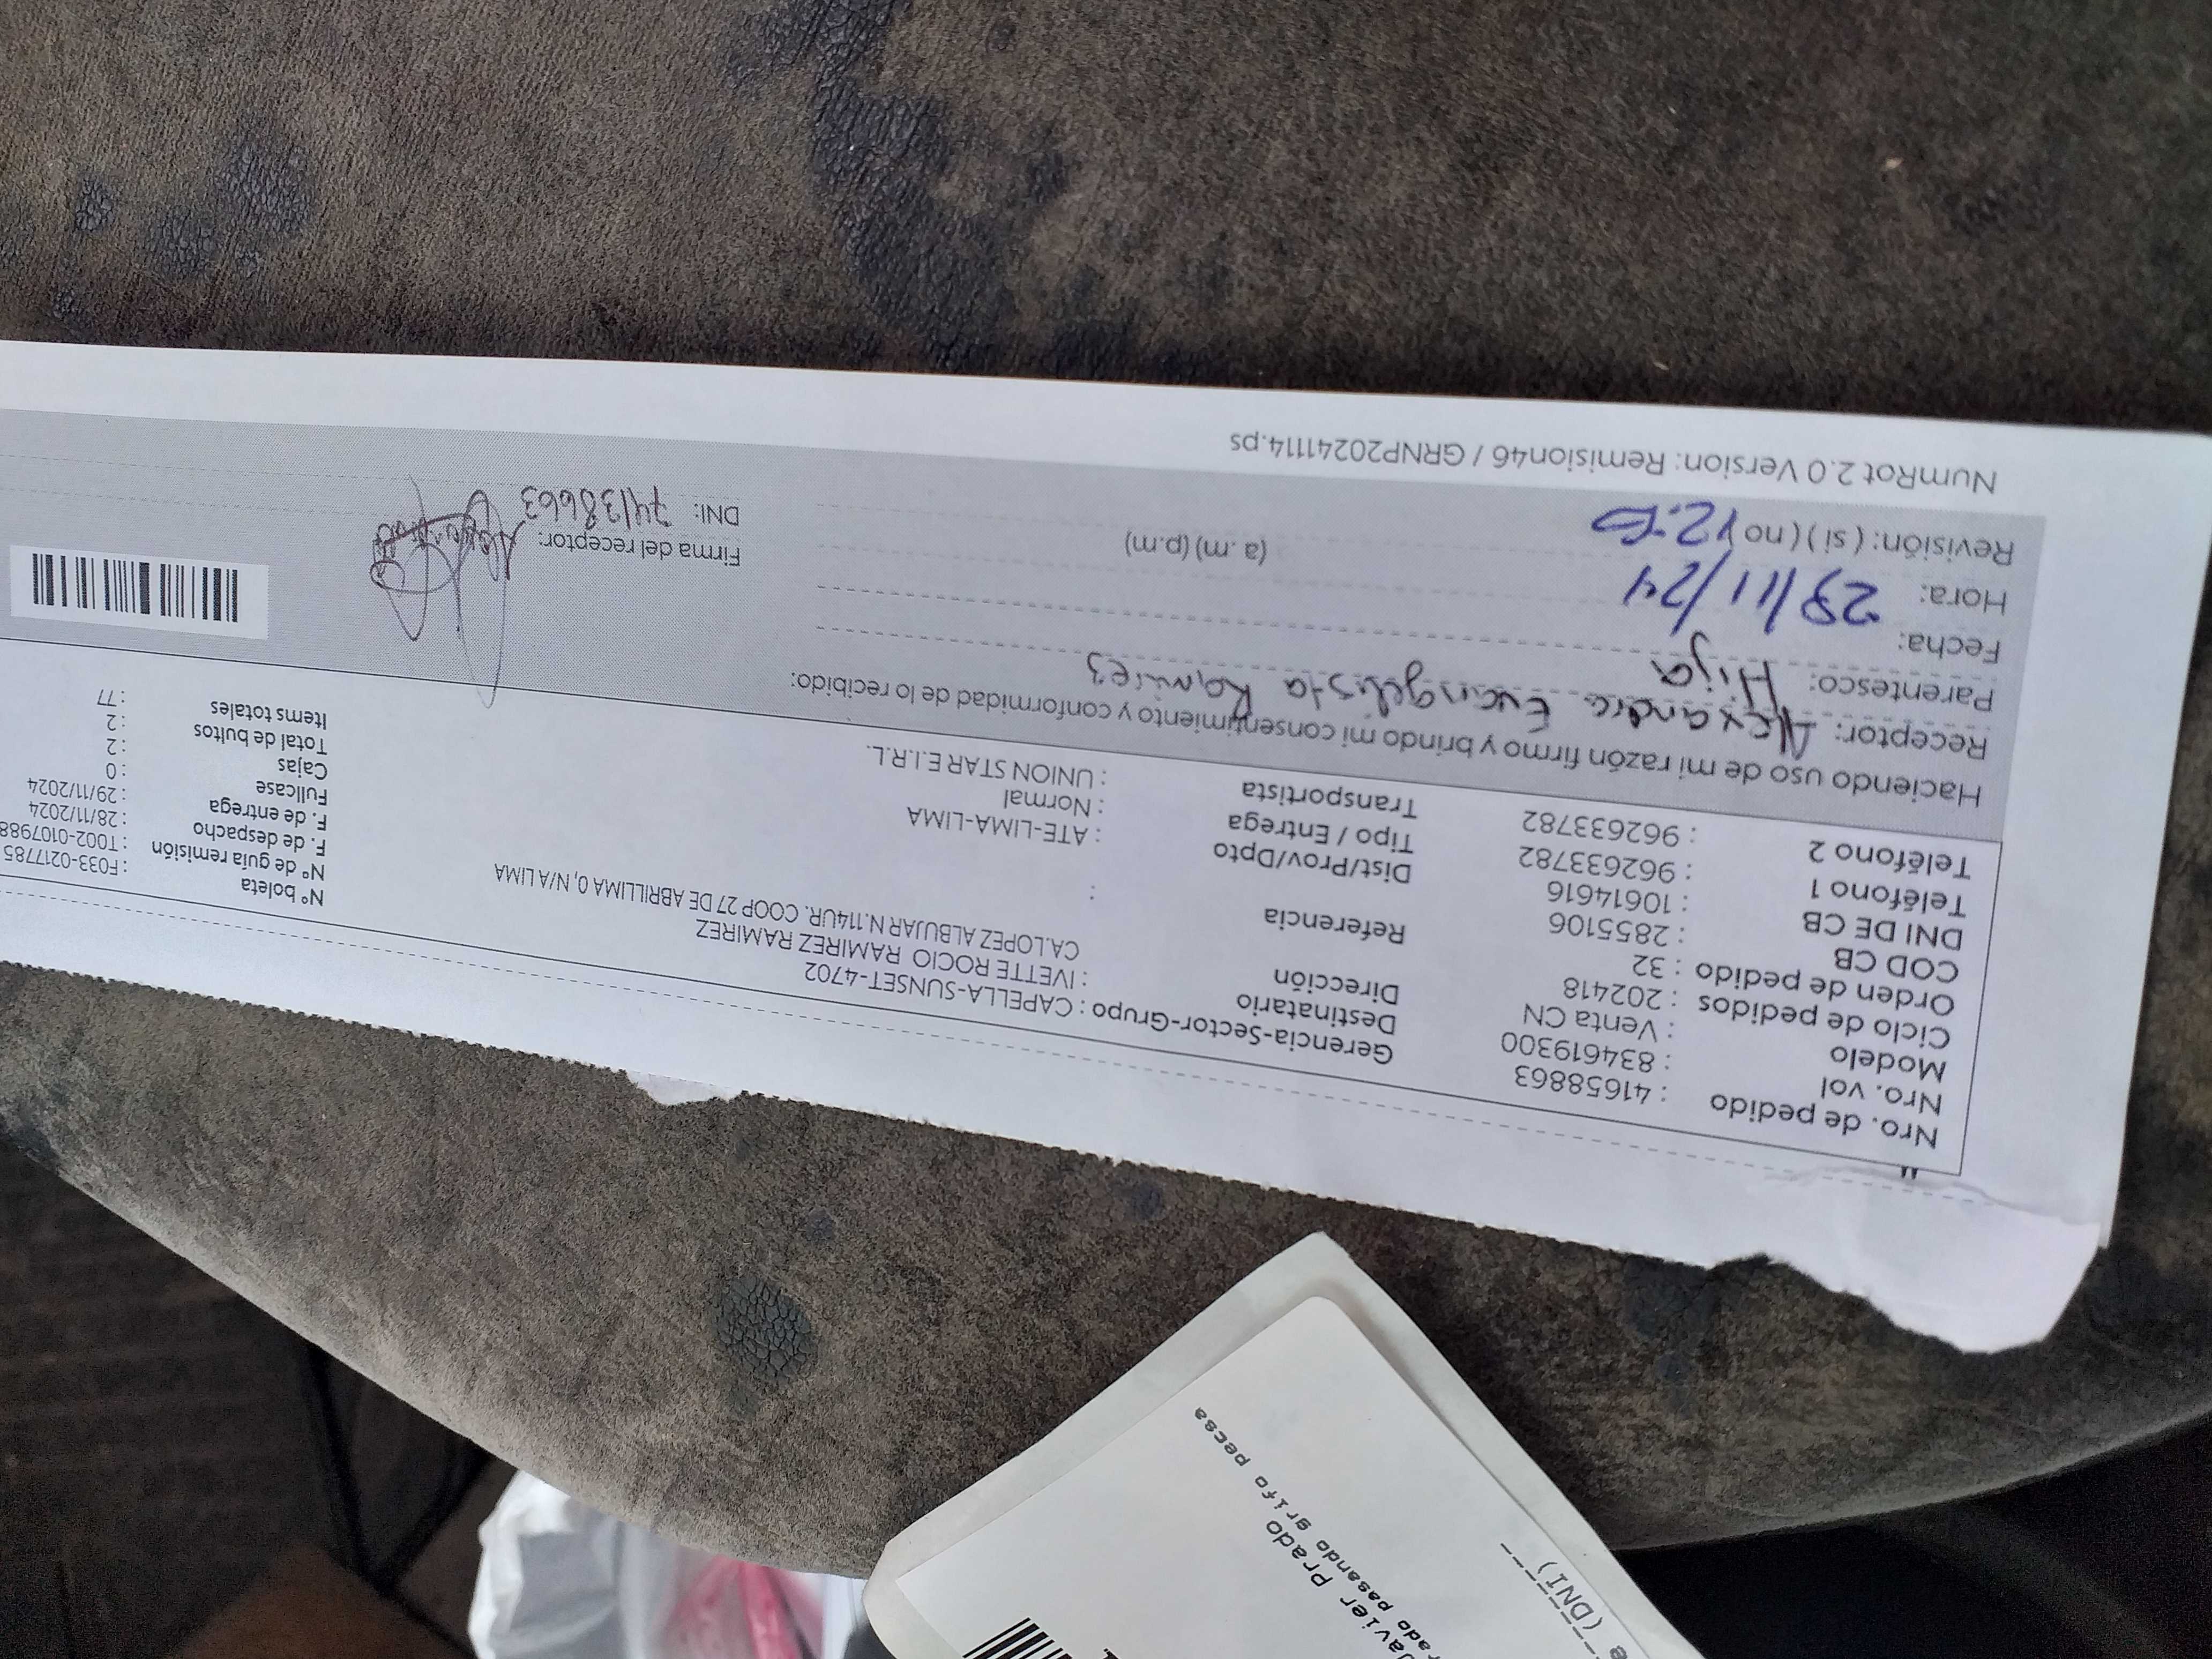 Nro. de pedido : 41658863
Nro. vol : 834619300
Modelo : Venta CN
Ciclo de pedidos : 202418
Orden de pedido : 32
COD CB : 2855106
DNI DE CB : 10614616
Teléfono 1 : 962633782
Teléfono 2 : 962633782
Gerencia-Sector-Grupo : CAPELLA-SUNSET-4702
Destinatario : IVETTE ROCIO RAMIREZ RAMIREZ
Dirección CA.LOPEZ ALBUJAR N.114UR. COOP 27 DE ABRILLIMA 0, N/A LIMA
Referencia :
Dist/Prov/Dpto : ATE-LIMA-LIMA
Tipo / Entrega : Normal
Transportista : UNION STAR E.I.R.L.
N° boleta : F033-0217785
N° de guía remisión : T002-0107988
F. de despacho : 28/11/2024
F. de entrega : 29/11/2024
Fullcase : 0
Cajas : 2
Total de bultos : 2
Items totales : 77
Haciendo uso de mi razón firmo y brindo mi consentimiento y conformidad de lo recibido:
Receptor: Alexandra Evangelista Ramirez
Parentesco: Hija
Fecha:
Hora: 29/11/24
Revisión: ( si ) ( no )
(a .m) (p.m)
Firma del receptor:
DNI: 74138663
NumRot 2.0 Version: Remision46 / GRNP20241114.ps
avier Prado
ado pasando grifo pecsa
(DNI)